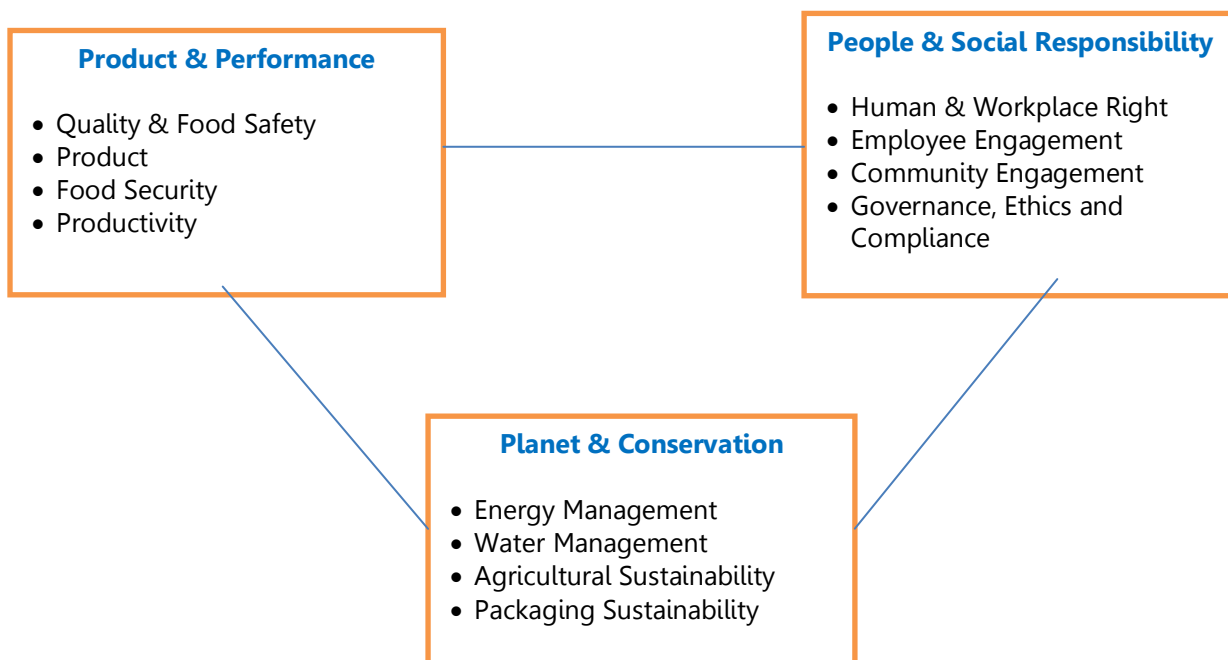 Product & Performance
• Quality & Food Safety
• Product
• Food Security
• Productivity
People & Social Responsibility
• Human & Workplace Right
• Employee Engagement
• Community Engagement
• Governance, Ethics and
Compliance
Planet & Conservation
• Energy Management
• Water Management
• Agricultural Sustainability
• Packaging Sustainability